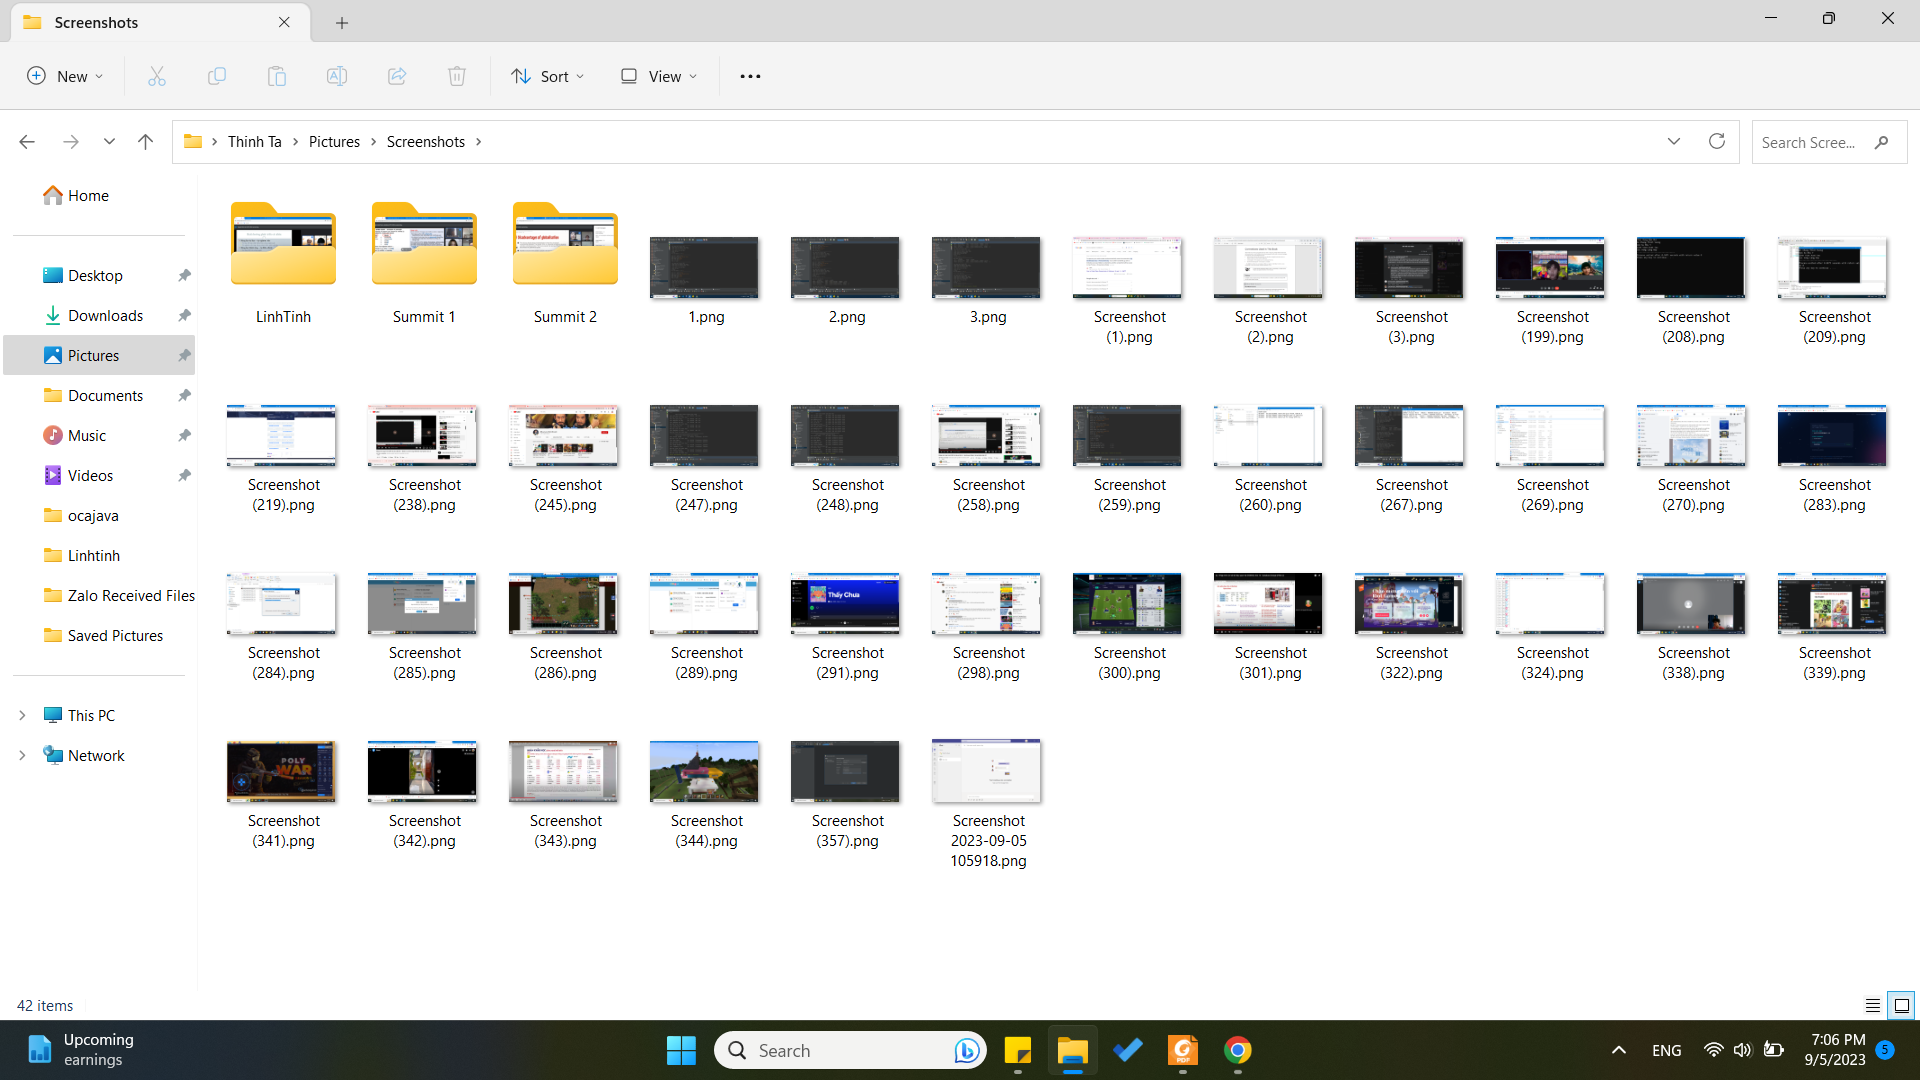 Screenshots
New
Sort
View
Thinh Ta
Pictures
Screenshots
Search Scree...
Home
Desktop
Downloads
Pictures
Documents
Music
Videos
ocajava
Linhtinh
Zalo Received Files
Saved Pictures
This PC
Network
LinhTinh
Summit 1
Summit 2
1.png
2.png
3.png
Screenshot
(1).png
Screenshot
(2).png
Screenshot
(3).png
Screenshot
(199).png
Screenshot
(208).png
Screenshot
(209).png
Screenshot
(219).png
Screenshot
(238).png
Screenshot
(245).png
Screenshot
(247).png
Screenshot
(248).png
Screenshot
(258).png
Screenshot
(259).png
Screenshot
(260).png
Screenshot
(267).png
Screenshot
(269).png
Screenshot
(270).png
Screenshot
(283).png
Thấy Chưa
Screenshot
(284).png
Screenshot
(285).png
Screenshot
(286).png
Screenshot
(289).png
Screenshot
(291).png
Screenshot
(298).png
Screenshot
(300).png
Screenshot
(301).png
Screenshot
(322).png
Screenshot
(324).png
Screenshot
(338).png
Screenshot
(339).png
POLY
WAR
Screenshot
(341).png
Screenshot
(342).png
Screenshot
(343).png
Screenshot
(344).png
Screenshot
(357).png
Screenshot
2023-09-05
105918.png
42 items
Upcoming
earnings
Search
PDF
ENG
7:06 PM
9/5/2023
5